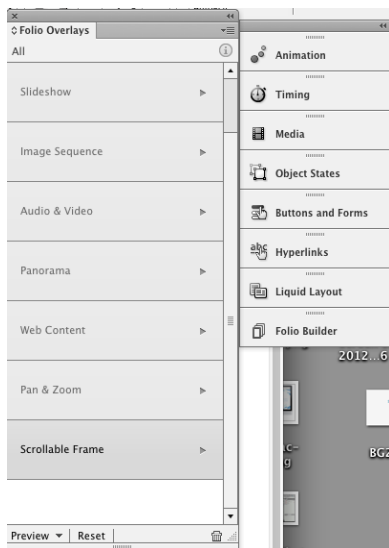 Folio Overlays
All
Slideshow
Image Sequence
Audio & Video
Panorama
Web Content
Pan & Zoom
Scrollable Frame
Preview
Reset
Animation
Timing
Media
Object States
Buttons and Forms
abc
Hyperlinks
Liquid Layout
Folio Builder
2012...6
BG2